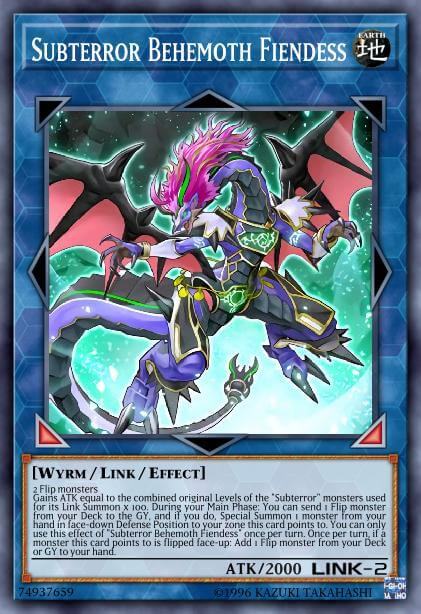 SUBTERROR BEHEMOTH FIENDESS
EARTH
地
[WYRM / LINK / EFFECT]
2 Flip monsters
Gains ATK equal to the combined original Levels of the "Subterror" monsters used
for its Link Summon x 100. During your Main Phase: You can send 1 Flip monster
from your Deck to the GY, and if you do, Special Summon 1 monster from your
hand in face-down Defense Position to your zone this card points to. You can only
use this effect of "Subterror Behemoth Fiendess" once per turn. Once per turn, if a
monster this card points to is flipped face-up: Add 1 Flip monster from your Deck
or GY to your hand.
ATK/2000 LINK-2
74937659
©1996 KAZUKI TAKAHASHI